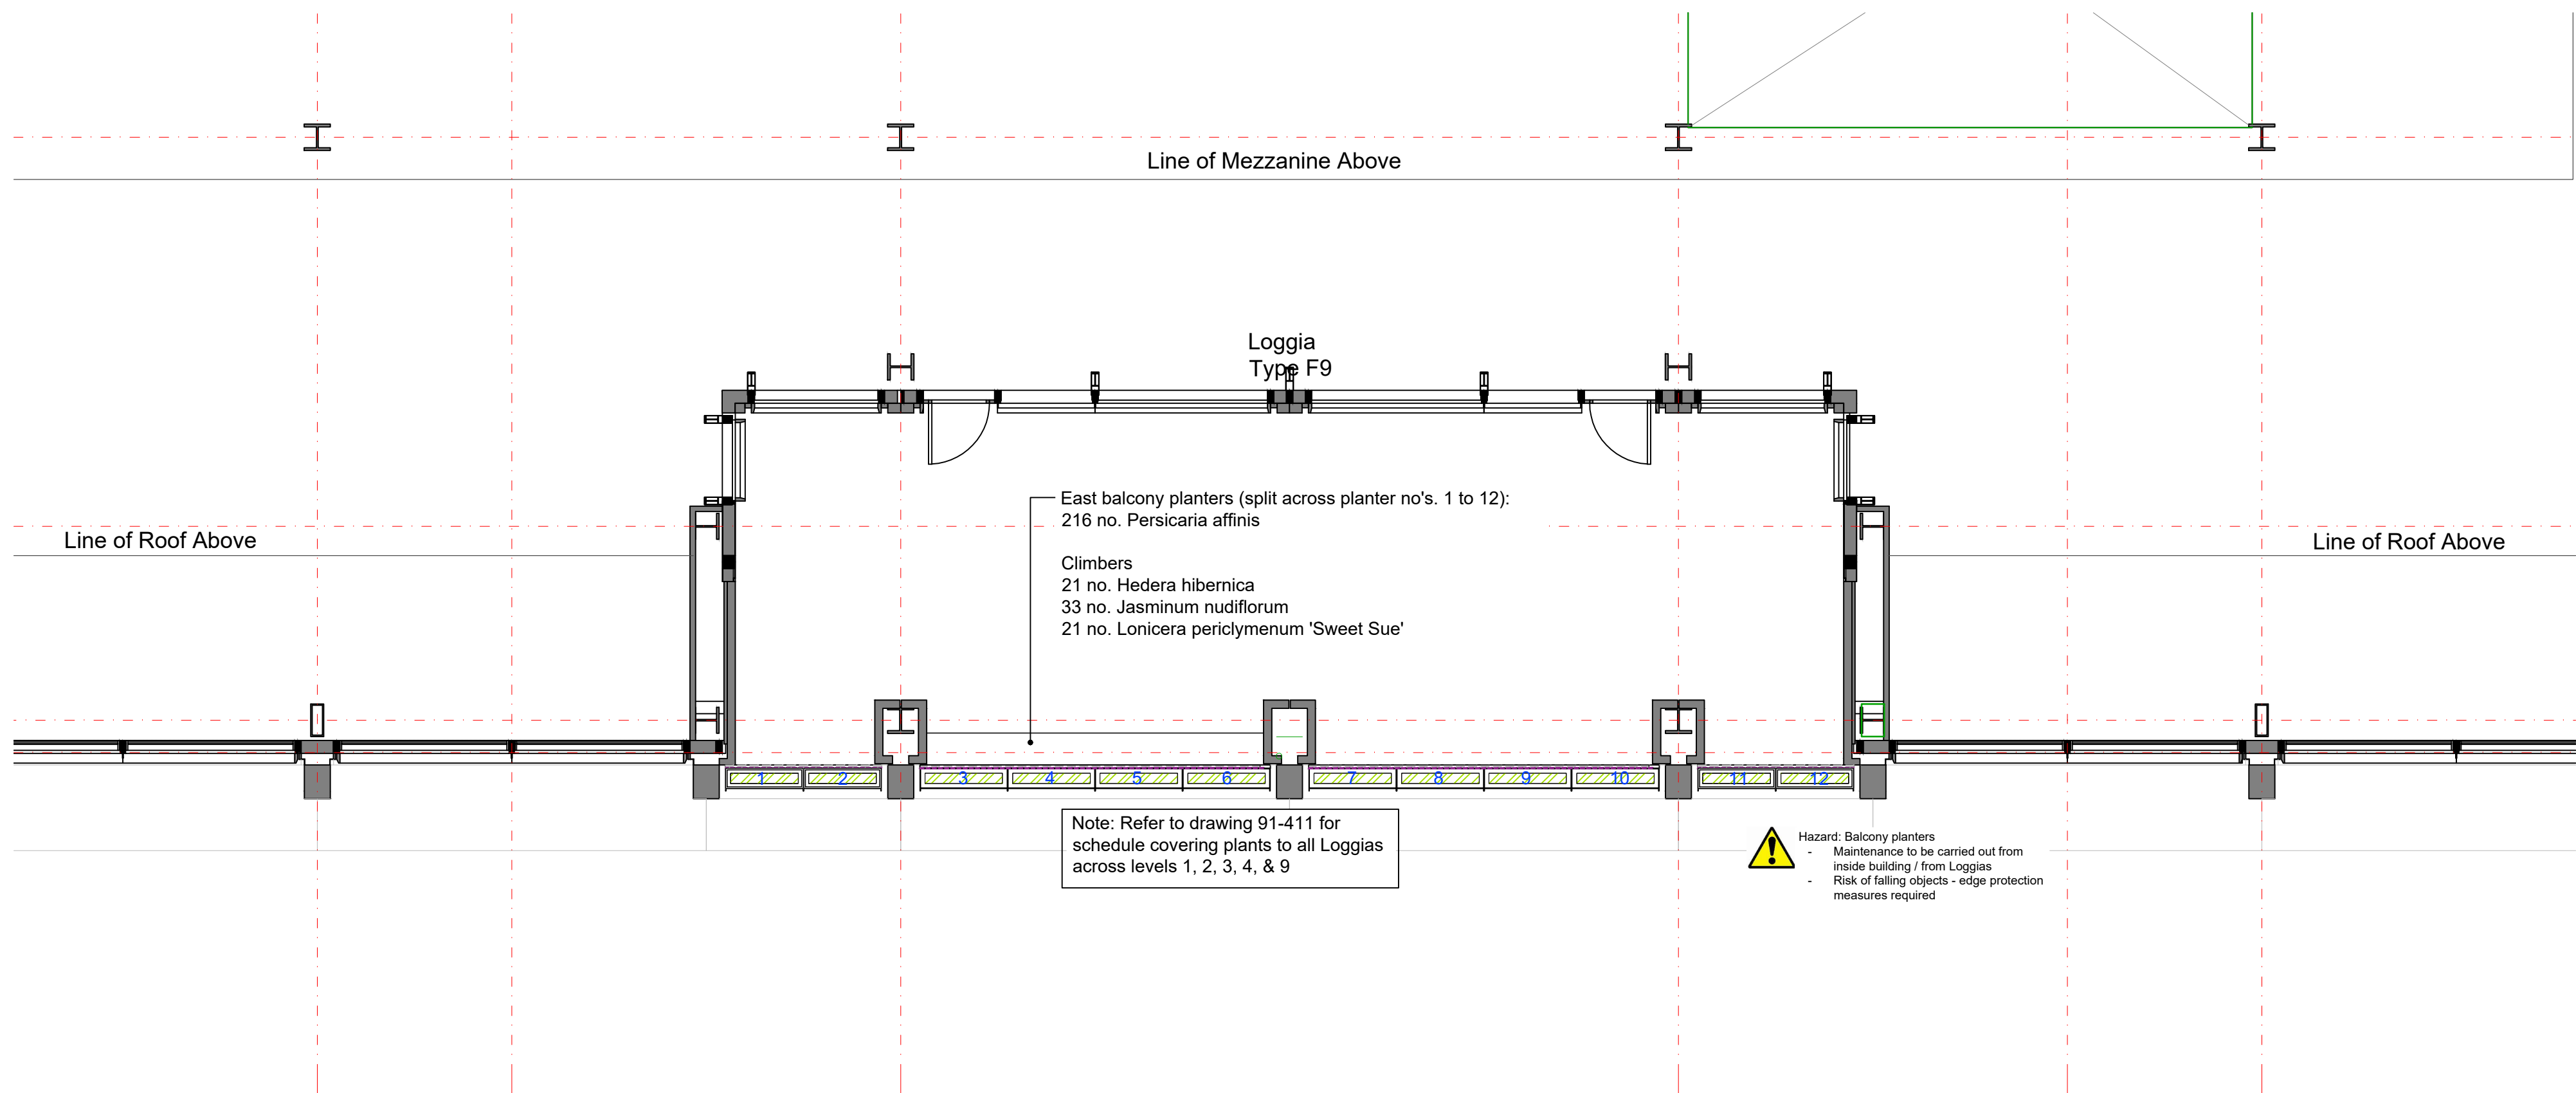 Line of Mezzanine Above
Loggia
Type F9
East balcony planters (split across planter no's. 1 to 12):
216 no. Persicaria affinis
Climbers
21 no. Hedera hibernica
33 no. Jasminum nudiflorum
21 no. Lonicera periclymenum 'Sweet Sue'
Line of Roof Above
Line of Roof Above
1 2 3 4 5 6 7 8 9 10 11 12
Note: Refer to drawing 91-411 for
schedule covering plants to all Loggias
across levels 1, 2, 3, 4, & 9
Hazard: Balcony planters
- Maintenance to be carried out from
inside building / from Loggias
- Risk of falling objects - edge protection
measures required